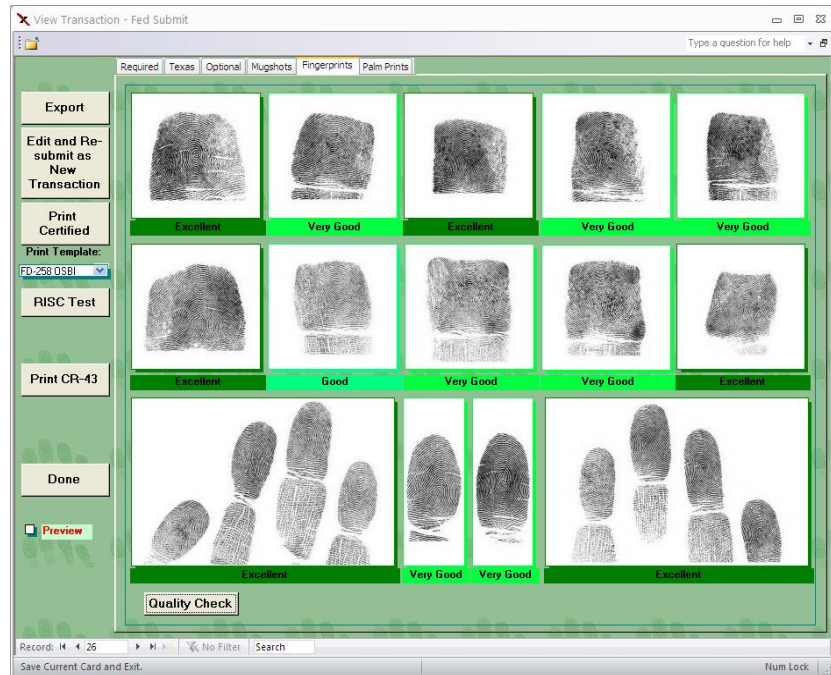 View Transaction - Fed Submit
Type a question for help
Required Texas Optional Mugshots Fingerprints Palm Prints
Export
Edit and Re-
submit as
New
Transaction
Print
Certified
Print Template:
FD-258 OSBI
RISC Test
Print CR-43
Done
Preview
Excellent Very Good Excellent Very Good Very Good
Excellent Good Very Good Very Good Excellent
Excellent Very Good Very Good Excellent
Quality Check
Record: 26 No Filter Search
Save Current Card and Exit. Num Lock